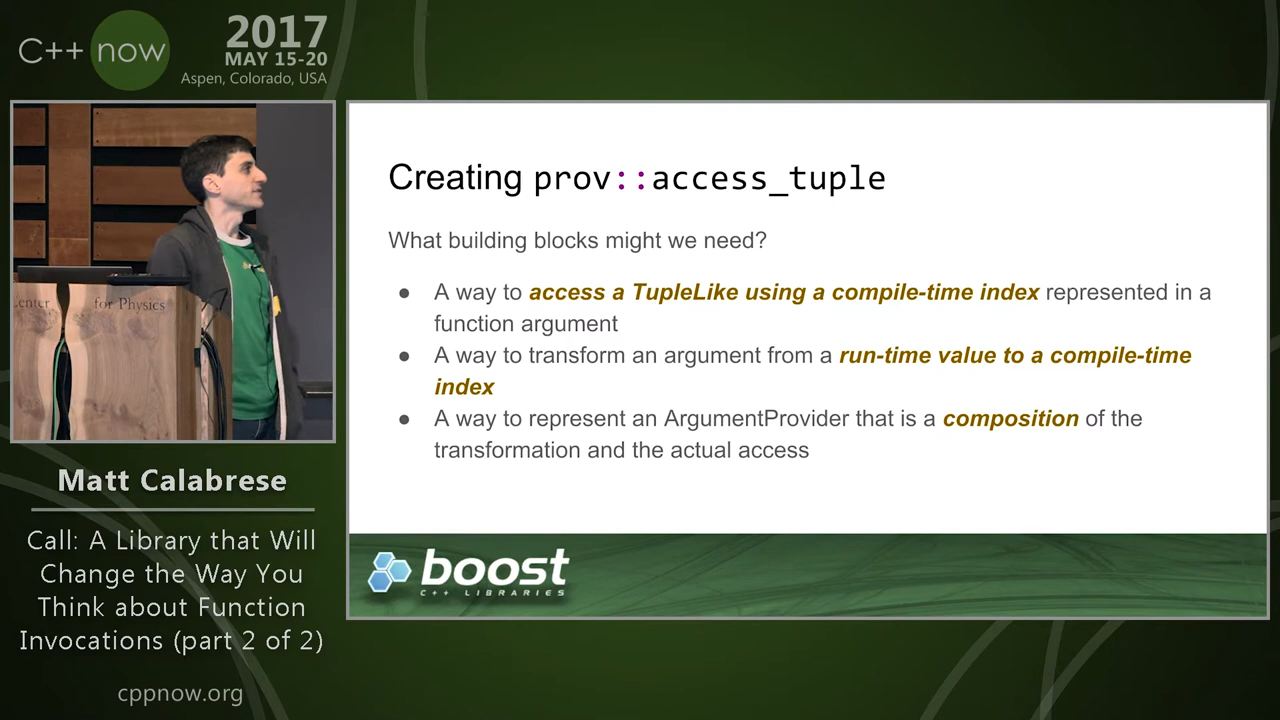 C++ now
2017
MAY 15-20
Aspen, Colorado, USA
Center for Physics
Matt Calabrese
Call: A Library that Will
Change the Way You
Think about Function
Invocations (part 2 of 2)
cppnow.org
Creating prov::access_tuple
What building blocks might we need?
● A way to access a TupleLike using a compile-time index represented in a
function argument
● A way to transform an argument from a run-time value to a compile-time
index
● A way to represent an ArgumentProvider that is a composition of the
transformation and the actual access
boost
C++ LIBRARIES